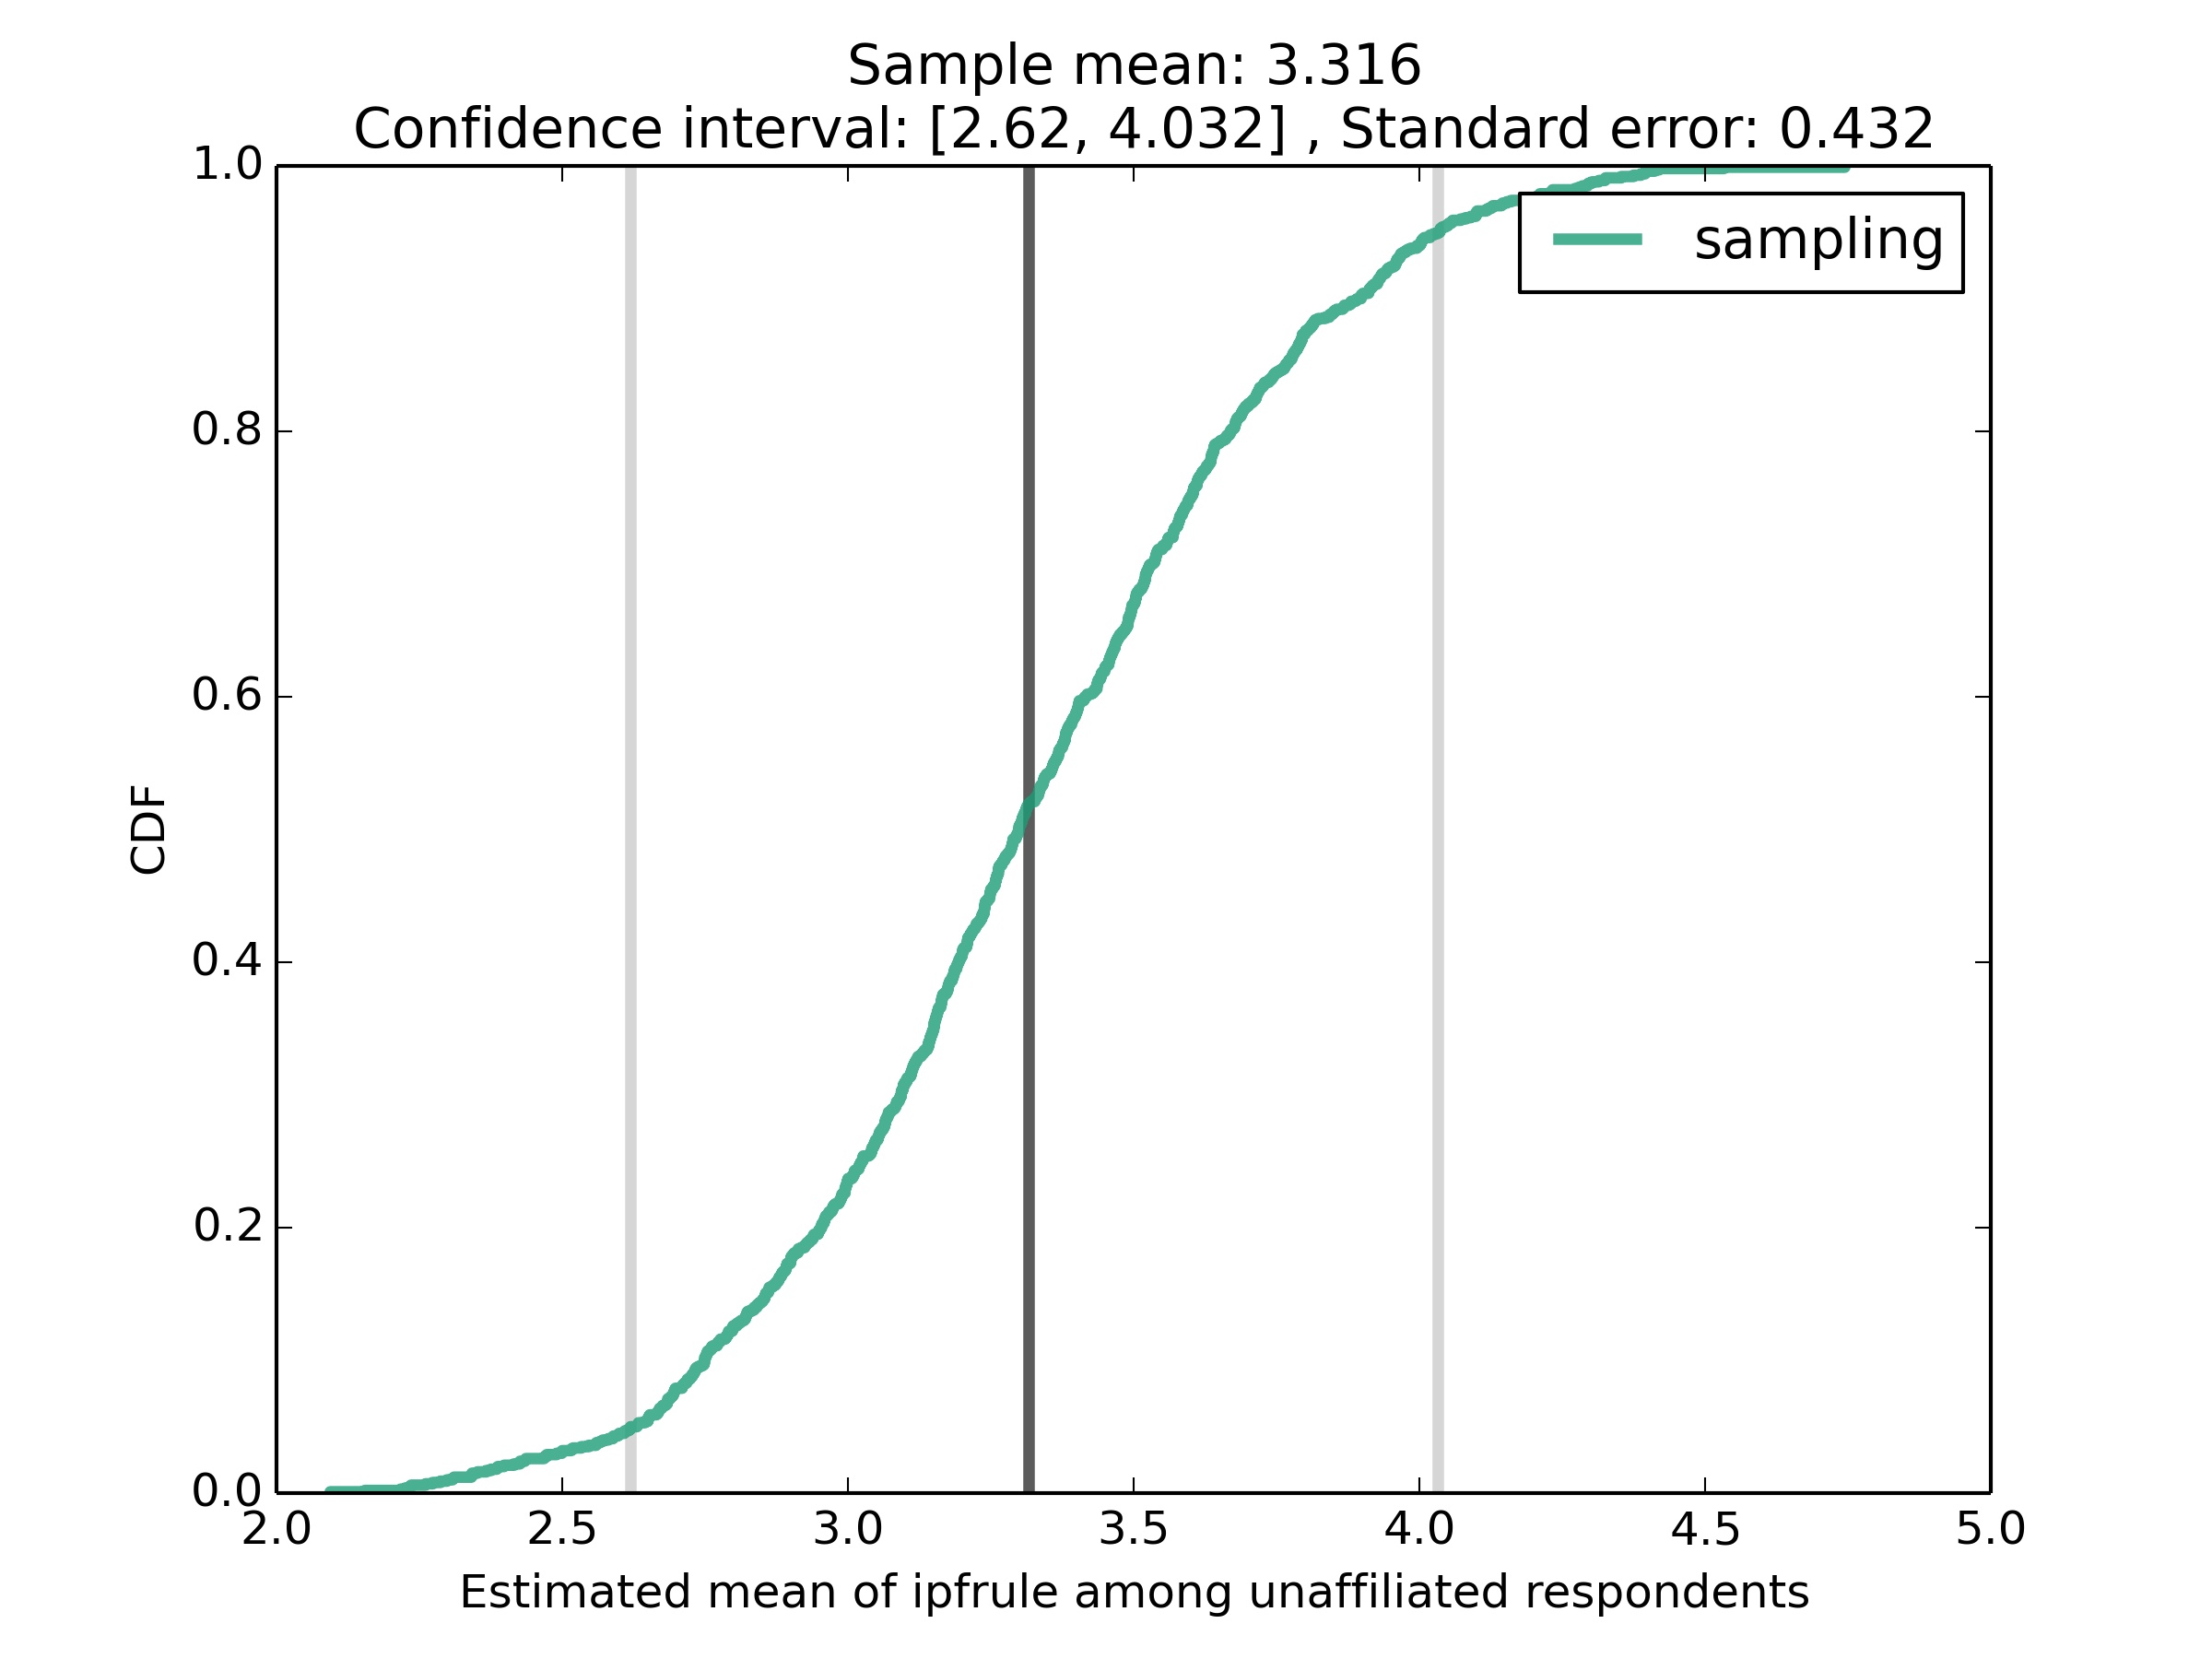 Sample mean: 3.316
Confidence interval: [2.62, 4.032] , Standard error: 0.432
1.0
0.8
0.6
0.4
0.2
0.0
CDF
sampling
2.0 2.5 3.0 3.5 4.0 4.5 5.0
Estimated mean of ipfrule among unaffiliated respondents